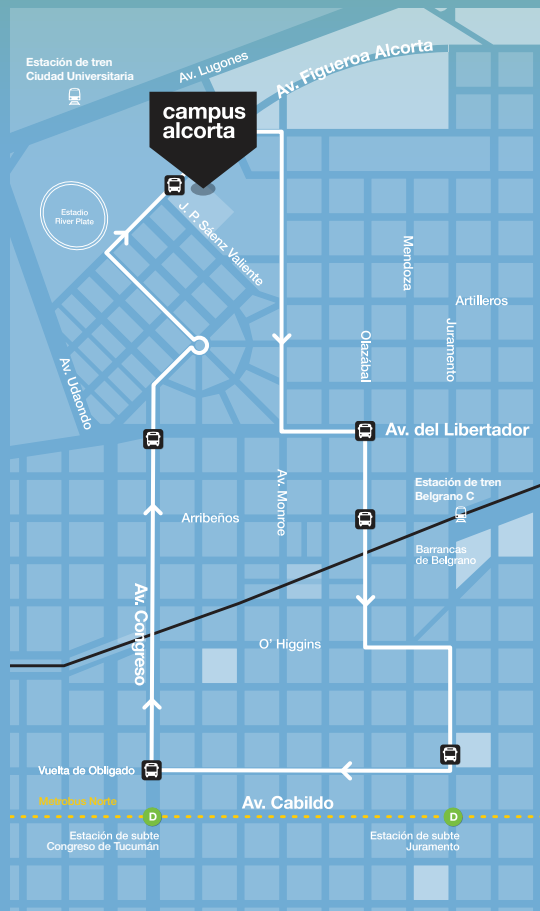 Estación de tren
Ciudad Universitaria
Av. Lugones
Av. Figueroa Alcorta
campus
alcorta
Estadio
River Plate
J. P. Sáenz Valiente
Mendoza
Artilleros
Juramento
Olazábal
Av. Udaondo
Av. del Libertador
Av. Monroe
Estación de tren
Belgrano C
Arribeños
Barrancas
de Belgrano
Av. Congreso
O' Higgins
Vuelta de Obligado
Metrobus Norte
Av. Cabildo
D
D
Estación de subte
Congreso de Tucumán
Estación de subte
Juramento